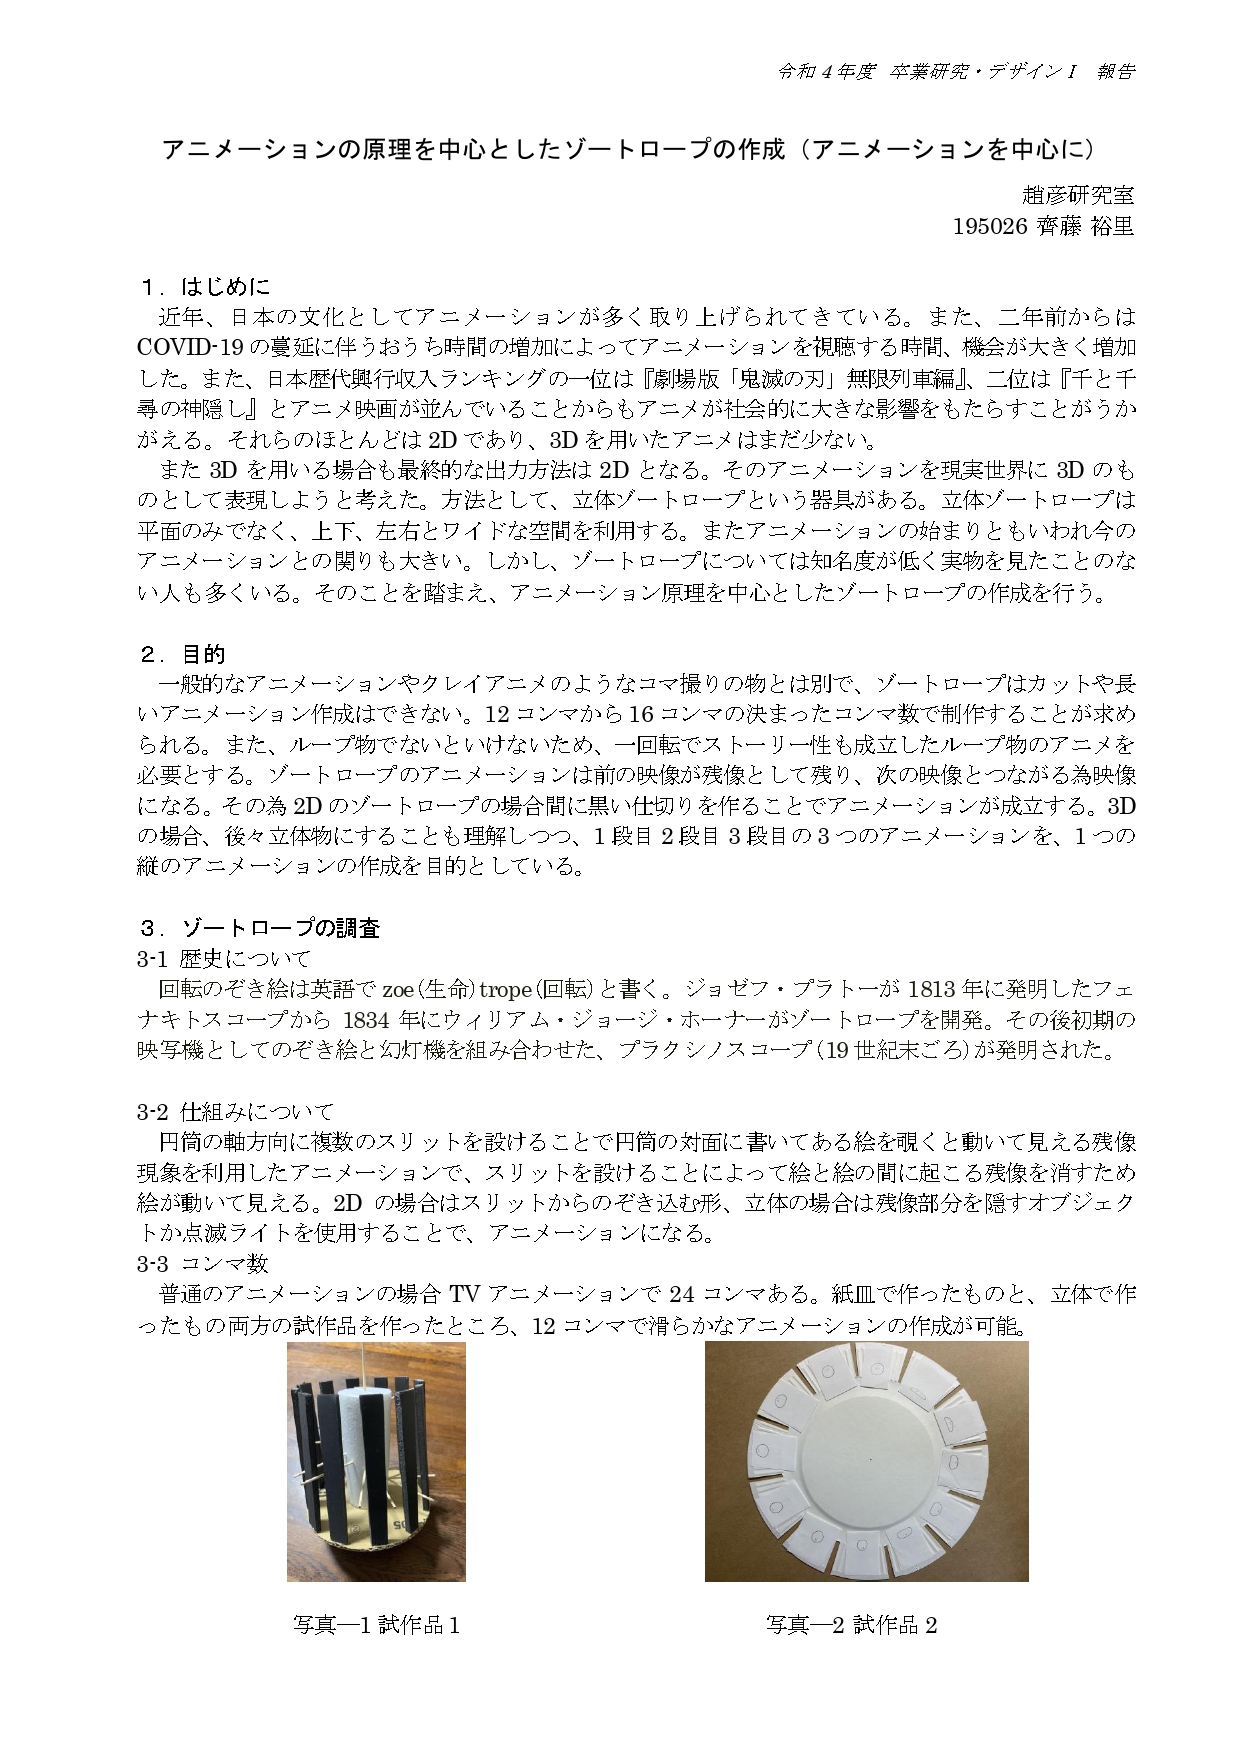 令和 4 年度 卒業研究・デザインⅠ 報告
アニメーションの原理を中心としたゾートロープの作成（アニメーションを中心に）
趙彦研究室
195026 齊藤 裕里
１．はじめに
近年、日本の文化としてアニメーションが多く取り上げられてきている。また、二年前からは
COVID-19 の蔓延に伴うおうち時間の増加によってアニメーションを視聴する時間、機会が大きく増加
した。また、日本歴代興行収入ランキングの一位は『劇場版「鬼滅の刃」無限列車編』、二位は『千と千
尋の神隠し』とアニメ映画が並んでいることからもアニメが社会的に大きな影響をもたらすことがうか
がえる。それらのほとんどは 2D であり、3D を用いたアニメはまだ少ない。
また 3D を用いる場合も最終的な出力方法は 2D となる。そのアニメーションを現実世界に 3D のも
のとして表現しようと考えた。方法として、立体ゾートロープという器具がある。立体ゾートロープは
平面のみでなく、上下、左右とワイドな空間を利用する。またアニメーションの始まりともいわれ今の
アニメーションとの関りも大きい。しかし、ゾートロープについては知名度が低く実物を見たことのな
い人も多くいる。そのことを踏まえ、アニメーション原理を中心としたゾートロープの作成を行う。
２．目的
一般的なアニメーションやクレイアニメのようなコマ撮りの物とは別で、ゾートロープはカットや長
いアニメーション作成はできない。12 コンマから 16 コンマの決まったコンマ数で制作することが求め
られる。また、ループ物でないといけないため、一回転でストーリー性も成立したループ物のアニメを
必要とする。ゾートロープのアニメーションは前の映像が残像として残り、次の映像とつながる為映像
になる。その為 2D のゾートロープの場合間に黒い仕切りを作ることでアニメーションが成立する。3D
の場合、後々立体物にすることも理解しつつ、1 段目 2 段目 3 段目の 3 つのアニメーションを、1 つの
縦のアニメーションの作成を目的としている。
３．ゾートロープの調査
3-1 歴史について
回転のぞき絵は英語で zoe(生命)trope(回転)と書く。ジョゼフ・プラトーが 1813 年に発明したフェ
ナキトスコープから 1834 年にウィリアム・ジョージ・ホーナーがゾートロープを開発。その後初期の
映写機としてのぞき絵と幻灯機を組み合わせた、プラクシノスコープ(19 世紀末ごろ)が発明された。
3-2 仕組みについて
円筒の軸方向に複数のスリットを設けることで円筒の対面に書いてある絵を覗くと動いて見える残像
現象を利用したアニメーションで、スリットを設けることによって絵と絵の間に起こる残像を消すため
絵が動いて見える。2D の場合はスリットからのぞき込む形、立体の場合は残像部分を隠すオブジェク
トか点滅ライトを使用することで、アニメーションになる。
3-3 コンマ数
普通のアニメーションの場合 TV アニメーションで 24 コンマある。紙皿で作ったものと、立体で作
ったもの両方の試作品を作ったところ、12 コンマで滑らかなアニメーションの作成が可能。
写真―1 試作品 1
写真―2 試作品 2